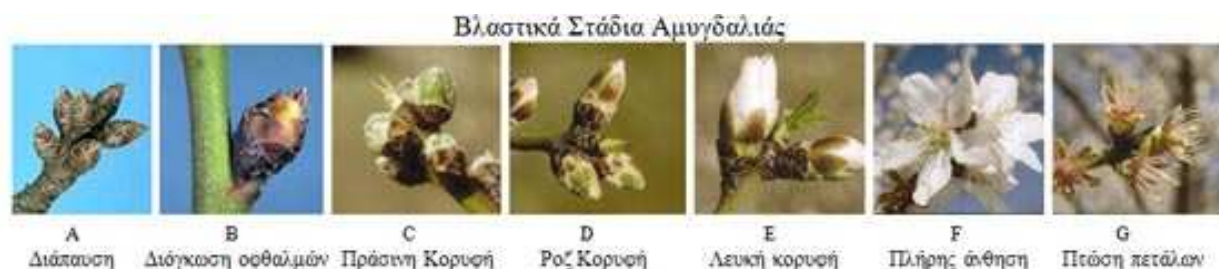 Βλαστικά Στάδια Αμυγδαλιάς
A B C D E F G
Διάπαυση Διόγκωση οφθαλμών Πράσινη Κορυφή Ροζ Κορυφή Λευκή κορυφή Πλήρης άνθηση Πτώση πετάλων